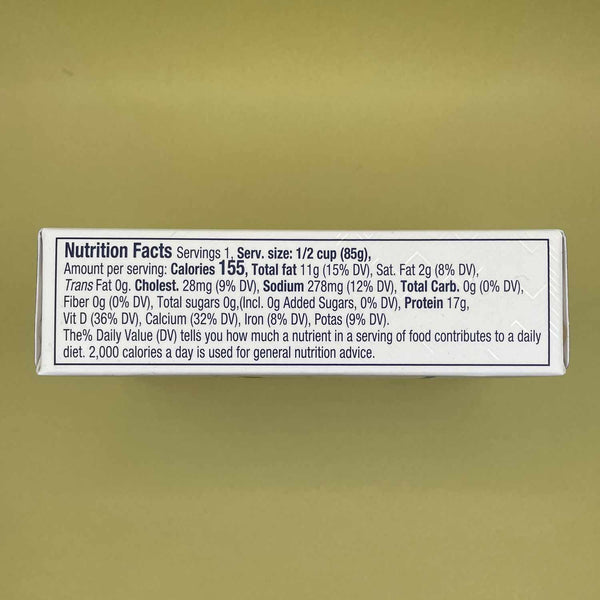 Nutrition Facts Servings 1, Serv. size: 1/2 cup (85g),
Amount per serving: Calories 155, Total fat 11g (15% DV), Sat. Fat 2g (8% DV),
Trans Fat 0g. Cholest. 28mg (9% DV), Sodium 278mg (12% DV), Total Carb. 0g (0% DV),
Fiber 0g (0% DV), Total sugars 0g,(Incl. 0g Added Sugars, 0% DV), Protein 17g,
Vit D (36% DV), Calcium (32% DV), Iron (8% DV), Potas (9% DV).
The% Daily Value (DV) tells you how much a nutrient in a serving of food contributes to a daily
diet. 2,000 calories a day is used for general nutrition advice.